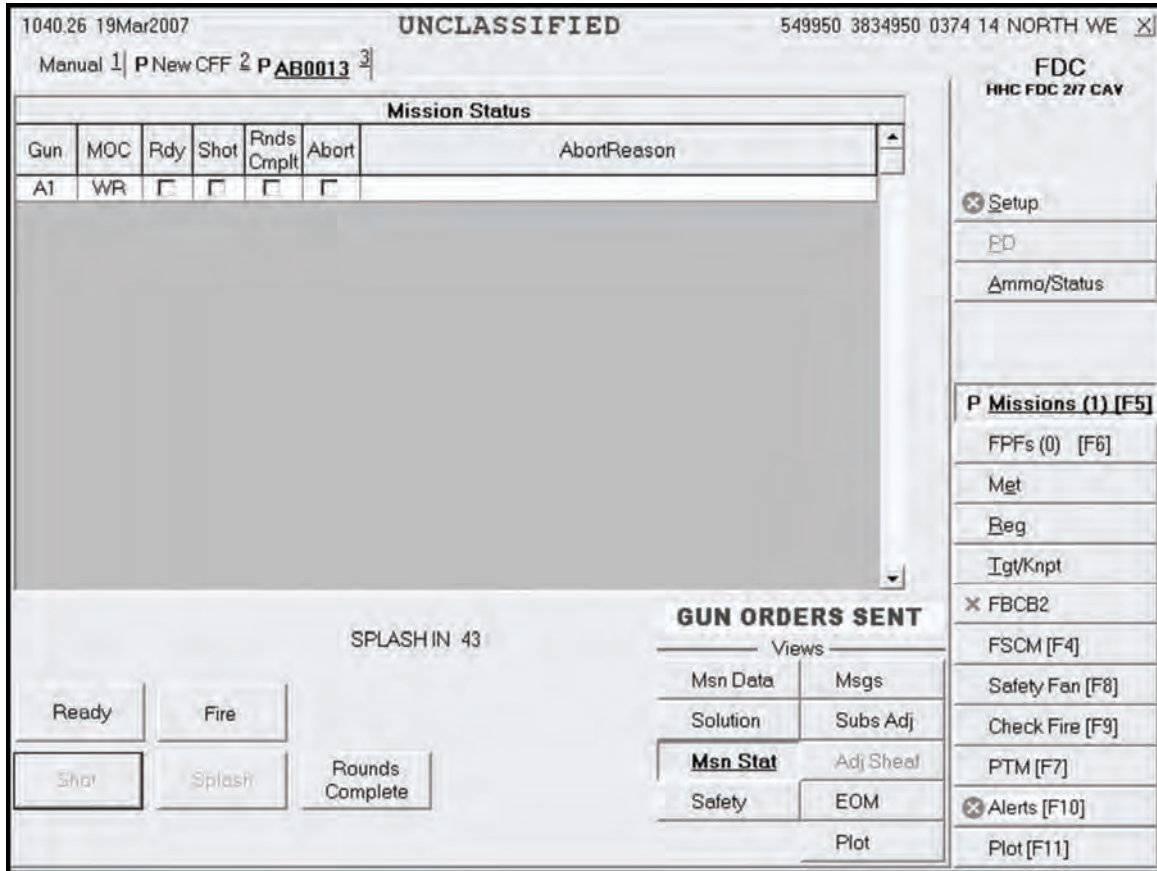 1040.26 19Mar2007 UNCLASSIFIED 549950 3834950 0374 14 NORTH WE X
Manual 1 P New CFF 2 P AB0013 3
FDC
HHC FDC 2/7 CAV
Mission Status
Gun MOC Rdy Shot Rnds Cmplt Abort AbortReason
A1 WR
Setup
PD
Ammo/Status
P Missions (1) [F5]
FPFs (0) [F6]
Met
Reg
Tgt/Knpt
FBCB2
FSCM [F4]
Safety Fan [F8]
Check Fire [F9]
PTM [F7]
Alerts [F10]
Plot [F11]
SPLASH IN 43
GUN ORDERS SENT
Views
Msn Data Msgs
Solution Subs Adj
Msn Stat Adj Sheaf
Safety EOM
Plot
Ready Fire
Shot Splash Rounds
Complete